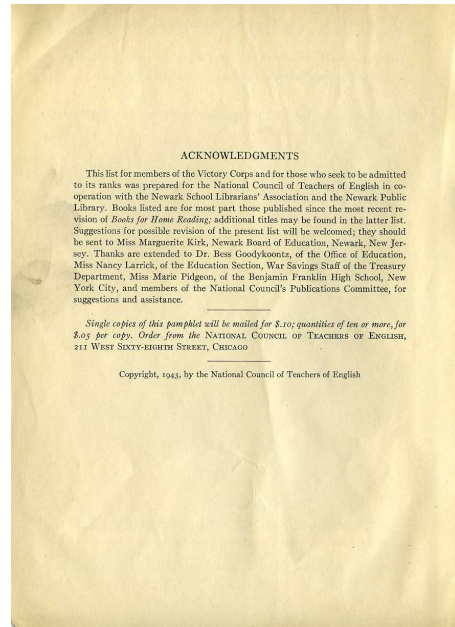 ACKNOWLEDGMENTS
This list for members of the Victory Corps and for those who seek to be admitted
to its ranks was prepared for the National Council of Teachers of English in co-
operation with the Newark School Librarians' Association and the Newark Public
Library. Books listed are for most part those published since the most recent re-
vision of Books for Home Reading; additional titles may be found in the latter list.
Suggestions for possible revision of the present list will be welcomed; they should
be sent to Miss Marguerite Kirk, Newark Board of Education, Newark, New Jer-
sey. Thanks are extended to Dr. Bess Goodykoontz, of the Office of Education,
Miss Nancy Larrick, of the Education Section, War Savings Staff of the Treasury
Department, Miss Marie Pidgeon, of the Benjamin Franklin High School, New
York City, and members of the National Council's Publications Committee, for
suggestions and assistance.
Single copies of this pamphlet will be mailed for $.10; quantities of ten or more, for
$.05 per copy. Order from the NATIONAL COUNCIL OF TEACHERS OF ENGLISH,
211 WEST SIXTY-EIGHTH STREET, CHICAGO
Copyright, 1943, by the National Council of Teachers of English